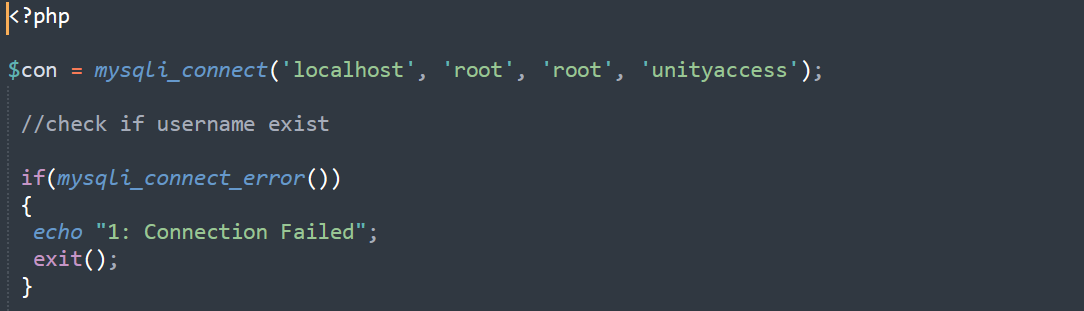 <?php
$con = mysqli_connect('localhost', 'root', 'root', 'unityaccess');
//check if username exist
if(mysqli_connect_error())
{
echo "1: Connection Failed";
exit();
}